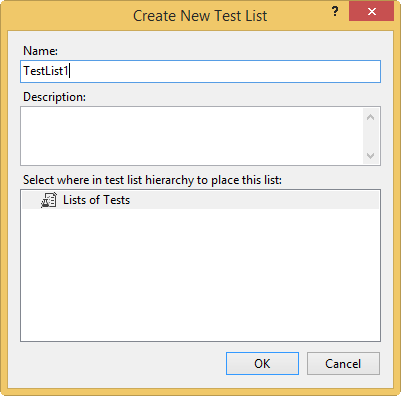 Create New Test List
?
Name:
TestList1
Description:
Select where in test list hierarchy to place this list:
Lists of Tests
OK
Cancel